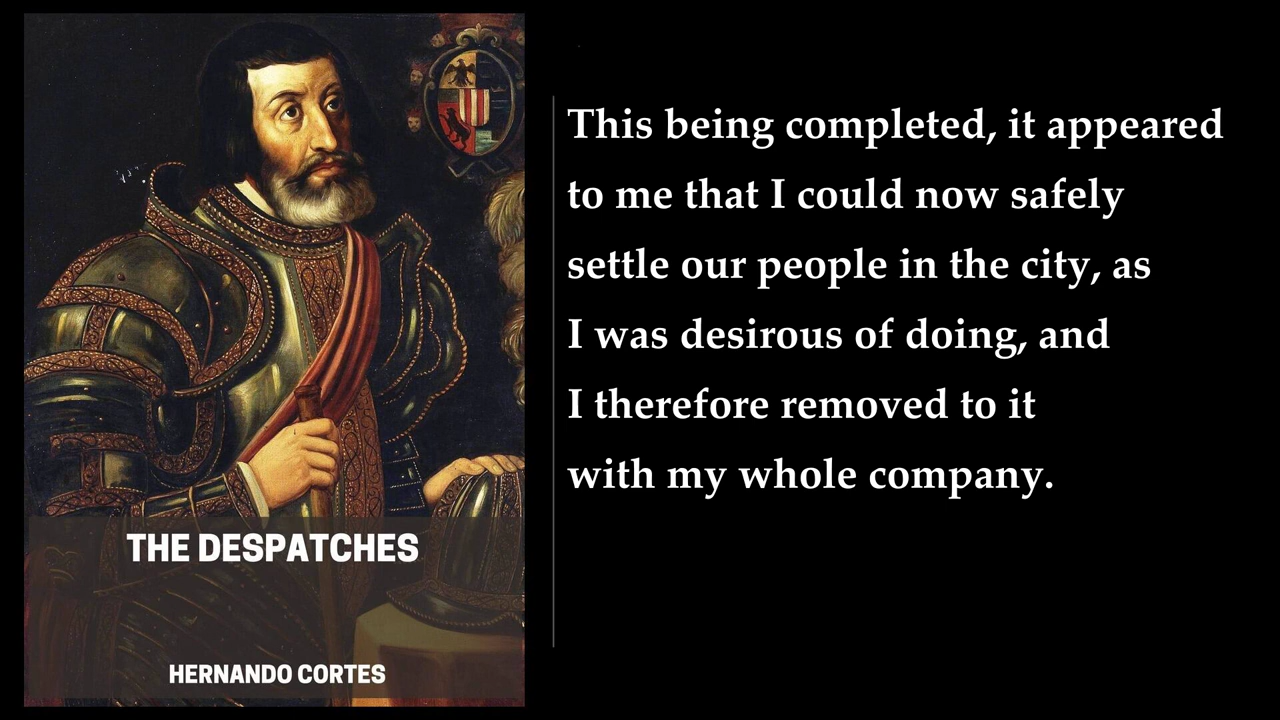 THE DESPATCHES
HERNANDO CORTES
This being completed, it appeared
to me that I could now safely
settle our people in the city, as
I was desirous of doing, and
I therefore removed to it
with my whole company.